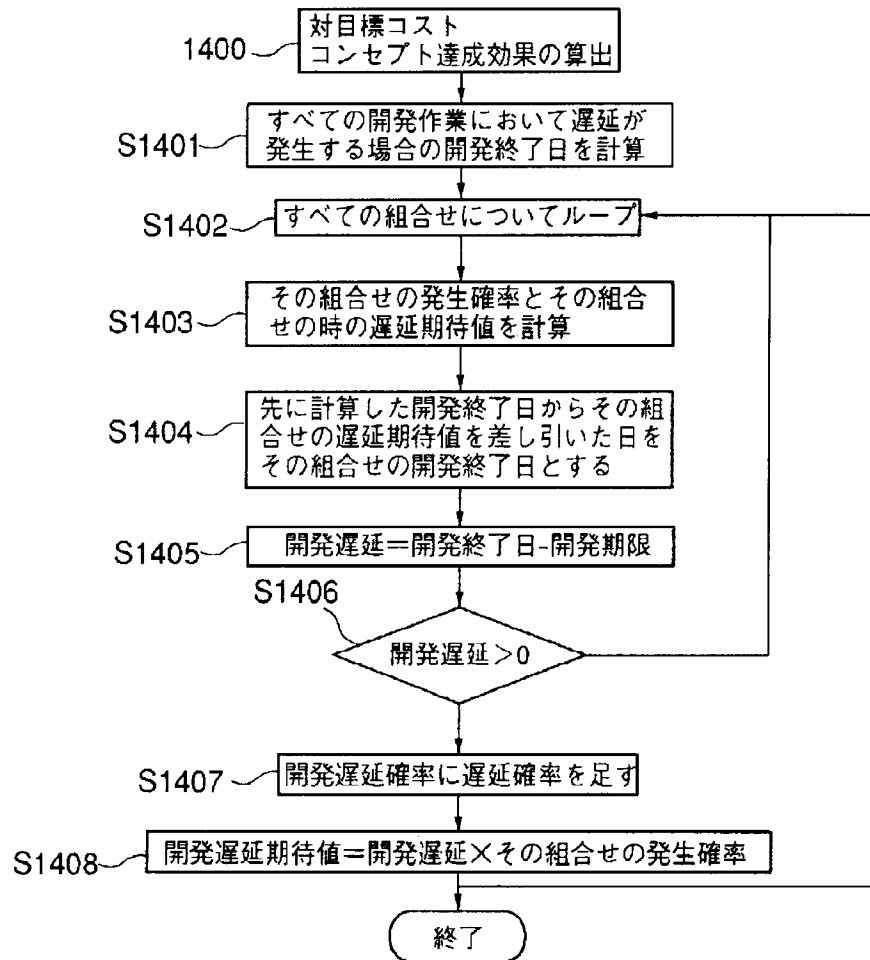 1400
対目標コスト
コンセプト達成効果の算出
S1401
すべての開発作業において遅延が
発生する場合の開発終了日を計算
S1402
すべての組合せについてループ
S1403
その組合せの発生確率とその組合
せの時の遅延期待値を計算
S1404
先に計算した開発終了日からその組
合せの遅延期待値を差し引いた日を
その組合せの開発終了日とする
S1405
開発遅延=開発終了日-開発期限
S1406
開発遅延>0
S1407
開発遅延確率に遅延確率を足す
S1408
開発遅延期待値=開発遅延×その組合せの発生確率
終了